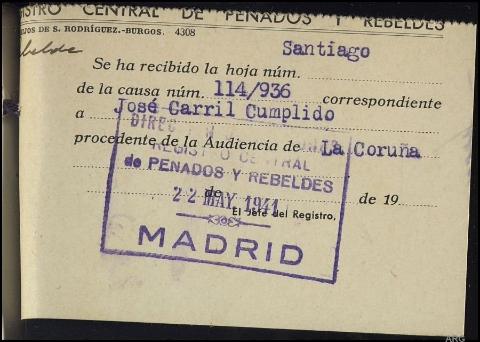 REGISTRO CENTRAL DE PENADOS Y REBELDES
HIJOS DE S. RODRÍGUEZ.-BURGOS. 4308
Rebelde
Santiago
Se ha recibido la hoja núm.
de la causa núm. 114/936 correspondiente
a José Carril Cumplido
procedente de la Audiencia de La Coruña
de de 19
El Jefe del Registro,
REGISTRO CENTRAL
de PENADOS Y REBELDES
22 MAY 1941
MADRID
ARG